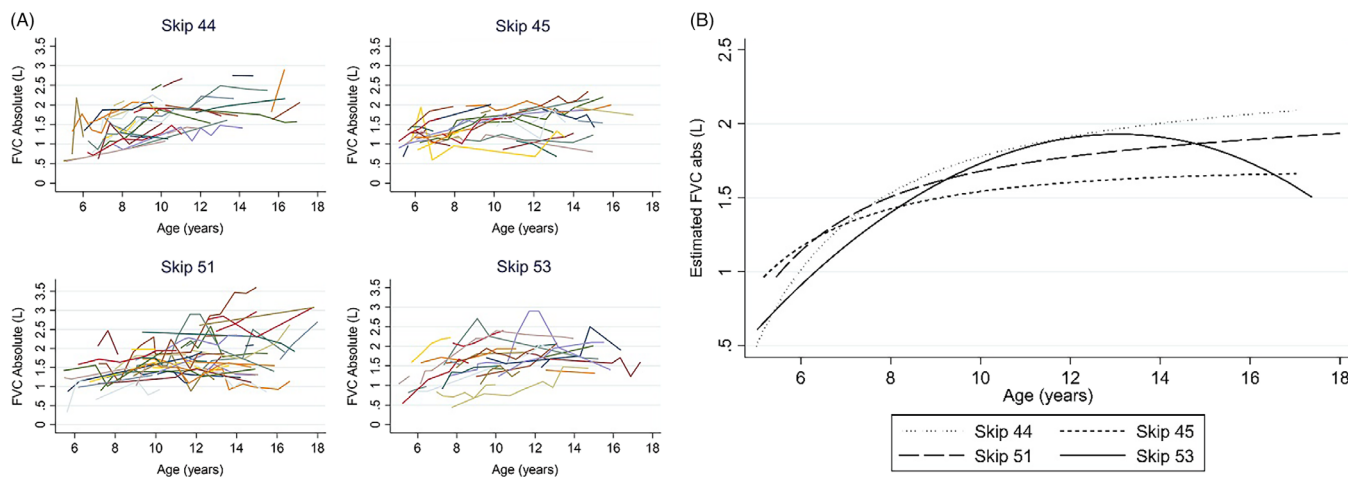 (A)
Skip 44
FVC Absolute (L)
0 .5 1 1.5 2 2.5 3 3.5
6 8 10 12 14 16 18
Age (years)
Skip 45
FVC Absolute (L)
0 .5 1 1.5 2 2.5 3 3.5
6 8 10 12 14 16 18
Age (years)
Skip 51
FVC Absolute (L)
0 .5 1 1.5 2 2.5 3 3.5
6 8 10 12 14 16 18
Age (years)
Skip 53
FVC Absolute (L)
0 .5 1 1.5 2 2.5 3 3.5
6 8 10 12 14 16 18
Age (years)
(B)
Estimated FVC abs (L)
2.5
2
1.5
1
.5
6 8 10 12 14 16 18
Age (years)
Skip 44 Skip 45
Skip 51 Skip 53